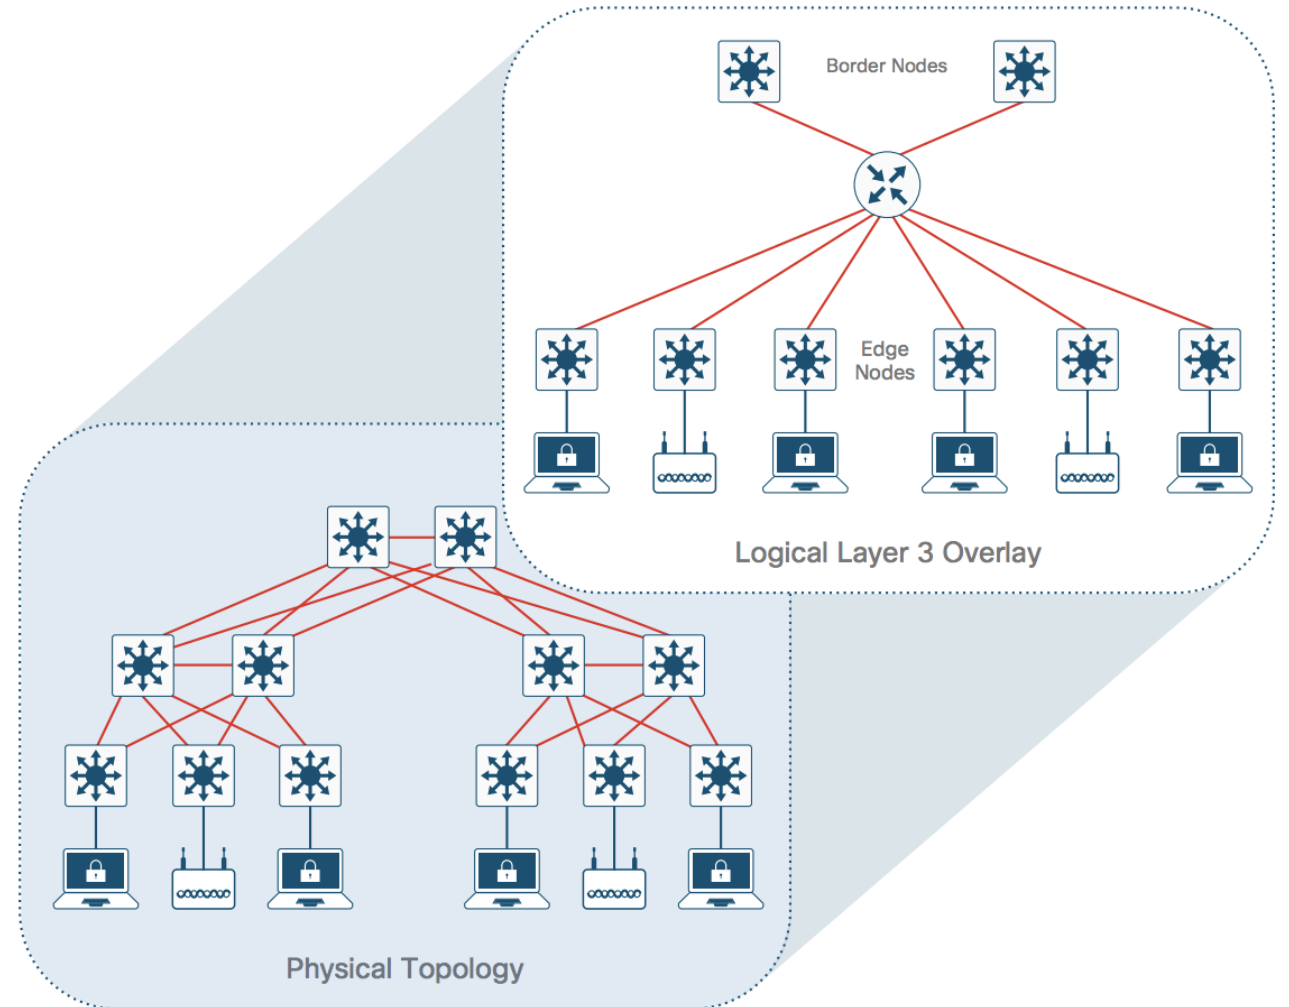 Border Nodes
Edge
Nodes
Logical Layer 3 Overlay
Physical Topology